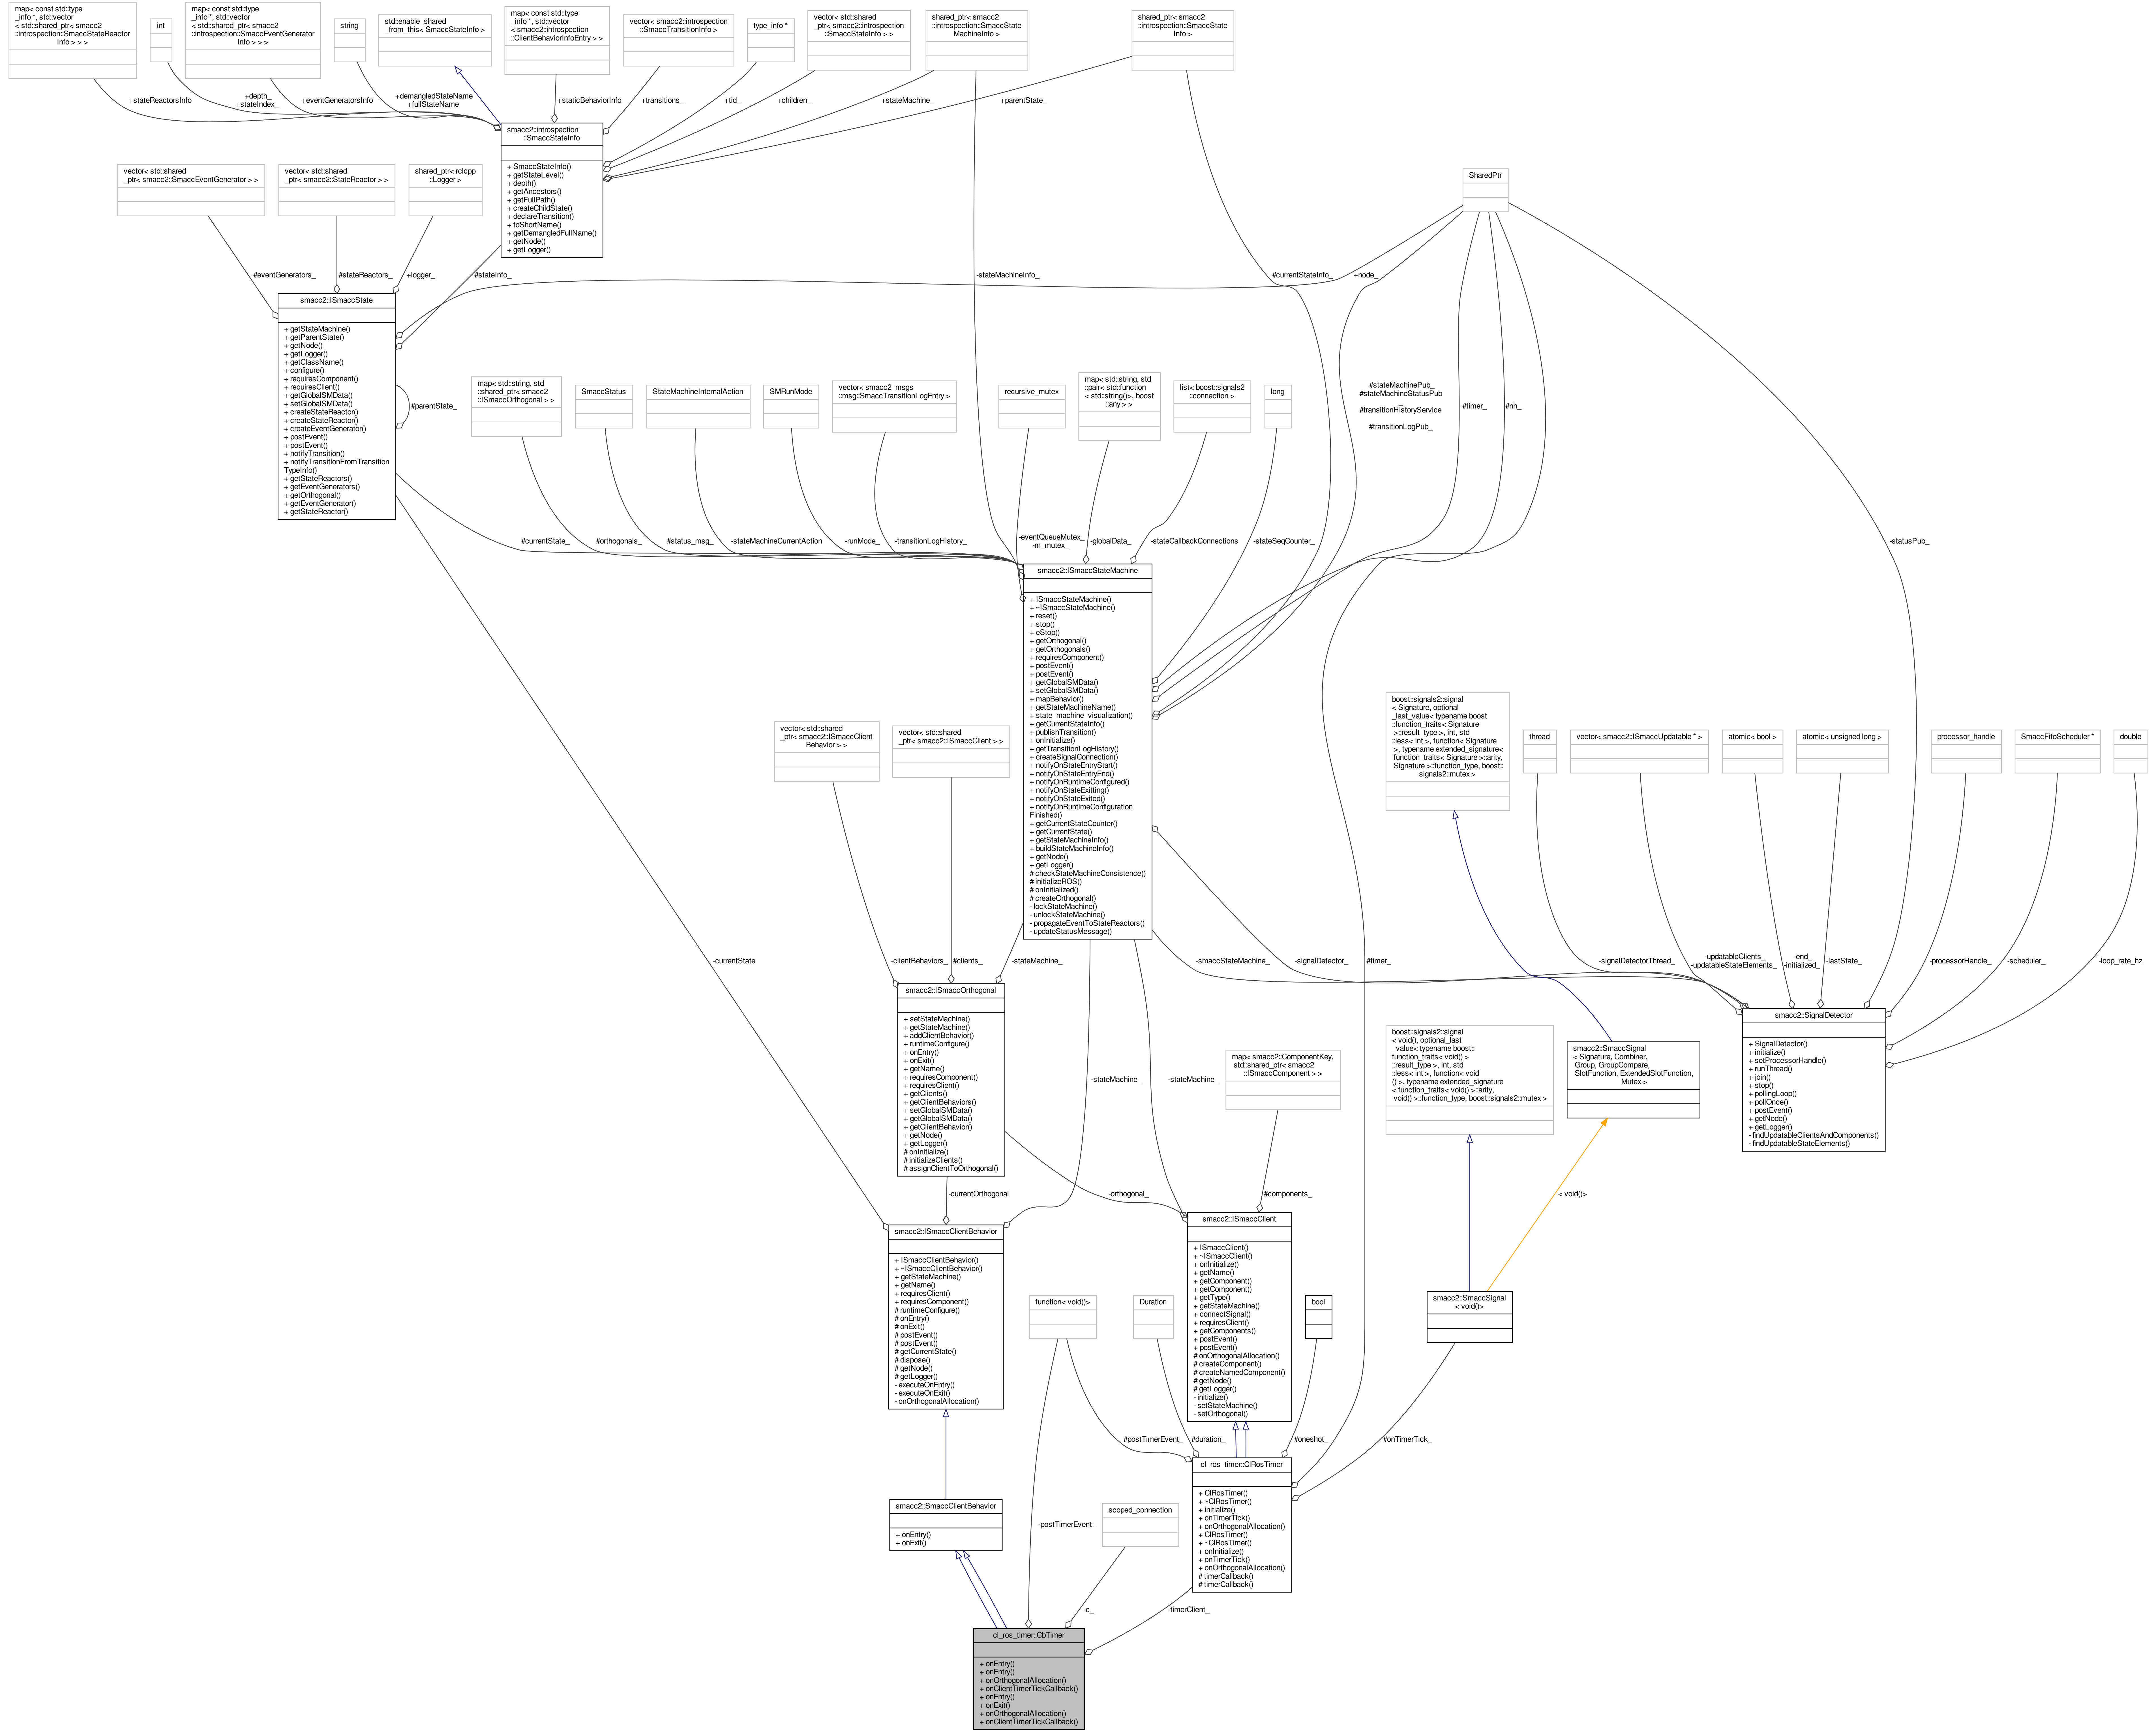 map< const std::type
_info *, std::vector
< std::shared_ptr< smacc2
::introspection::SmaccStateReactor
Info > > >
int
map< const std::type
_info *, std::vector
< std::shared_ptr< smacc2
::introspection::SmaccEventGenerator
Info > > >
string
std::enable_shared
_from_this< SmaccStateInfo >
map< const std::type
_info *, std::vector
< smacc2::introspection
::ClientBehaviorInfoEntry > >
vector< smacc2::introspection
::SmaccTransitionInfo >
type_info *
vector< std::shared
_ptr< smacc2::introspection
::SmaccStateInfo > >
shared_ptr< smacc2
::introspection::SmaccState
MachineInfo >
shared_ptr< smacc2
::introspection::SmaccState
Info >
+stateReactorsInfo
+depth_
+stateIndex_
+eventGeneratorsInfo
+demangledStateName
+fullStateName
+staticBehaviorInfo
+transitions_
+tid_
+children_
+stateMachine_
+parentState_
smacc2::introspection
::SmaccStateInfo
+ SmaccStateInfo()
+ getStateLevel()
+ depth()
+ getAncestors()
+ getFullPath()
+ createChildState()
+ declareTransition()
+ toShortName()
+ getDemangledFullName()
+ getNode()
+ getLogger()
vector< std::shared
_ptr< smacc2::SmaccEventGenerator > >
vector< std::shared
_ptr< smacc2::StateReactor > >
shared_ptr< rclcpp
::Logger >
SharedPtr
#eventGenerators_
#stateReactors_
+logger_
#stateInfo_
-stateMachineInfo_
#currentStateInfo_
+node_
smacc2::ISmaccState
+ getStateMachine()
+ getParentState()
+ getNode()
+ getLogger()
+ getClassName()
+ configure()
+ requiresComponent()
+ requiresClient()
+ getGlobalSMData()
+ setGlobalSMData()
+ createStateReactor()
+ createStateReactor()
+ createEventGenerator()
+ postEvent()
+ postEvent()
+ notifyTransition()
+ notifyTransitionFromTransition
TypeInfo()
+ getStateReactors()
+ getEventGenerators()
+ getOrthogonal()
+ getEventGenerator()
+ getStateReactor()
#parentState_
map< std::string, std
::shared_ptr< smacc2
::ISmaccOrthogonal > >
SmaccStatus
StateMachineInternalAction
SMRunMode
vector< smacc2_msgs
::msg::SmaccTransitionLogEntry >
recursive_mutex
map< std::string, std
::pair< std::function
< std::string()>, boost
::any > >
list< boost::signals2
::connection >
long
#stateMachinePub_
#stateMachineStatusPub
_
#transitionHistoryService
_
#transitionLogPub_
#timer_
#nh_
#currentState_
#orthogonals_
#status_msg_
-stateMachineCurrentAction
-runMode_
-transitionLogHistory_
-eventQueueMutex_
-m_mutex_
-globalData_
-stateCallbackConnections
-stateSeqCounter_
-statusPub_
smacc2::ISmaccStateMachine
+ ISmaccStateMachine()
+ ~ISmaccStateMachine()
+ reset()
+ stop()
+ eStop()
+ getOrthogonal()
+ getOrthogonals()
+ requiresComponent()
+ postEvent()
+ postEvent()
+ getGlobalSMData()
+ setGlobalSMData()
+ mapBehavior()
+ getStateMachineName()
+ state_machine_visualization()
+ getCurrentStateInfo()
+ publishTransition()
+ onInitialize()
+ getTransitionLogHistory()
+ createSignalConnection()
+ notifyOnStateEntryStart()
+ notifyOnStateEntryEnd()
+ notifyOnRuntimeConfigured()
+ notifyOnStateExitting()
+ notifyOnStateExited()
+ notifyOnRuntimeConfiguration
Finished()
+ getCurrentStateCounter()
+ getCurrentState()
+ getStateMachineInfo()
+ buildStateMachineInfo()
+ getNode()
+ getLogger()
# checkStateMachineConsistence()
# initializeROS()
# onInitialized()
# createOrthogonal()
- lockStateMachine()
- unlockStateMachine()
- propagateEventToStateReactors()
- updateStatusMessage()
vector< std::shared
_ptr< smacc2::ISmaccClient
Behavior > >
vector< std::shared
_ptr< smacc2::ISmaccClient > >
boost::signals2::signal
< Signature, optional
_last_value< typename boost
::function_traits< Signature
>::result_type >, int, std
::less< int >, function< Signature
>, typename extended_signature<
function_traits< Signature >::arity,
Signature >::function_type, boost::
signals2::mutex >
thread
vector< smacc2::ISmaccUpdatable * >
atomic< bool >
atomic< unsigned long >
processor_handle
SmaccFifoScheduler *
double
-currentState
-clientBehaviors_
#clients_
-stateMachine_
-smaccStateMachine_
-signalDetector_
#timer_
-signalDetectorThread_
-updatableClients_
-updatableStateElements_
-end_
-initialized_
-lastState_
-processorHandle_
-scheduler_
-loop_rate_hz
smacc2::ISmaccOrthogonal
+ setStateMachine()
+ getStateMachine()
+ addClientBehavior()
+ runtimeConfigure()
+ onEntry()
+ onExit()
+ getName()
+ requiresComponent()
+ requiresClient()
+ getClients()
+ getClientBehaviors()
+ setGlobalSMData()
+ getGlobalSMData()
+ getClientBehavior()
+ getNode()
+ getLogger()
# onInitialize()
# initializeClients()
# assignClientToOrthogonal()
smacc2::SignalDetector
+ SignalDetector()
+ initialize()
+ setProcessorHandle()
+ runThread()
+ join()
+ stop()
+ pollingLoop()
+ pollOnce()
+ postEvent()
+ getNode()
+ getLogger()
- findUpdatableClientsAndComponents()
- findUpdatableStateElements()
boost::signals2::signal
< void(), optional_last
_value< typename boost::
function_traits< void() >
::result_type >, int, std
::less< int >, function< void
() >, typename extended_signature
< function_traits< void() >::arity,
void() >::function_type, boost::signals2::mutex >
smacc2::SmaccSignal
< Signature, Combiner,
Group, GroupCompare,
SlotFunction, ExtendedSlotFunction,
Mutex >
map< smacc2::ComponentKey,
std::shared_ptr< smacc2
::ISmaccComponent > >
-stateMachine_
-stateMachine_
-currentOrthogonal
-orthogonal_
#components_
< void()>
smacc2::ISmaccClientBehavior
+ ISmaccClientBehavior()
+ ~ISmaccClientBehavior()
+ getStateMachine()
+ getName()
+ requiresClient()
+ requiresComponent()
# runtimeConfigure()
# onEntry()
# onExit()
# postEvent()
# postEvent()
# getCurrentState()
# dispose()
# getNode()
# getLogger()
- executeOnEntry()
- executeOnExit()
- onOrthogonalAllocation()
smacc2::ISmaccClient
+ ISmaccClient()
+ ~ISmaccClient()
+ onInitialize()
+ getName()
+ getComponent()
+ getComponent()
+ getType()
+ getStateMachine()
+ connectSignal()
+ requiresClient()
+ getComponents()
+ postEvent()
+ postEvent()
# onOrthogonalAllocation()
# createComponent()
# createNamedComponent()
# getNode()
# getLogger()
- initialize()
- setStateMachine()
- setOrthogonal()
function< void()>
Duration
bool
smacc2::SmaccSignal
< void()>
#postTimerEvent_
#duration_
#oneshot_
#onTimerTick_
cl_ros_timer::ClRosTimer
+ ClRosTimer()
+ ~ClRosTimer()
+ initialize()
+ onTimerTick()
+ onOrthogonalAllocation()
+ ClRosTimer()
+ ~ClRosTimer()
+ onInitialize()
+ onTimerTick()
+ onOrthogonalAllocation()
# timerCallback()
# timerCallback()
smacc2::SmaccClientBehavior
+ onEntry()
+ onExit()
scoped_connection
-postTimerEvent_
-c_
-timerClient_
cl_ros_timer::CbTimer
+ onEntry()
+ onEntry()
+ onOrthogonalAllocation()
+ onClientTimerTickCallback()
+ onEntry()
+ onExit()
+ onOrthogonalAllocation()
+ onClientTimerTickCallback()